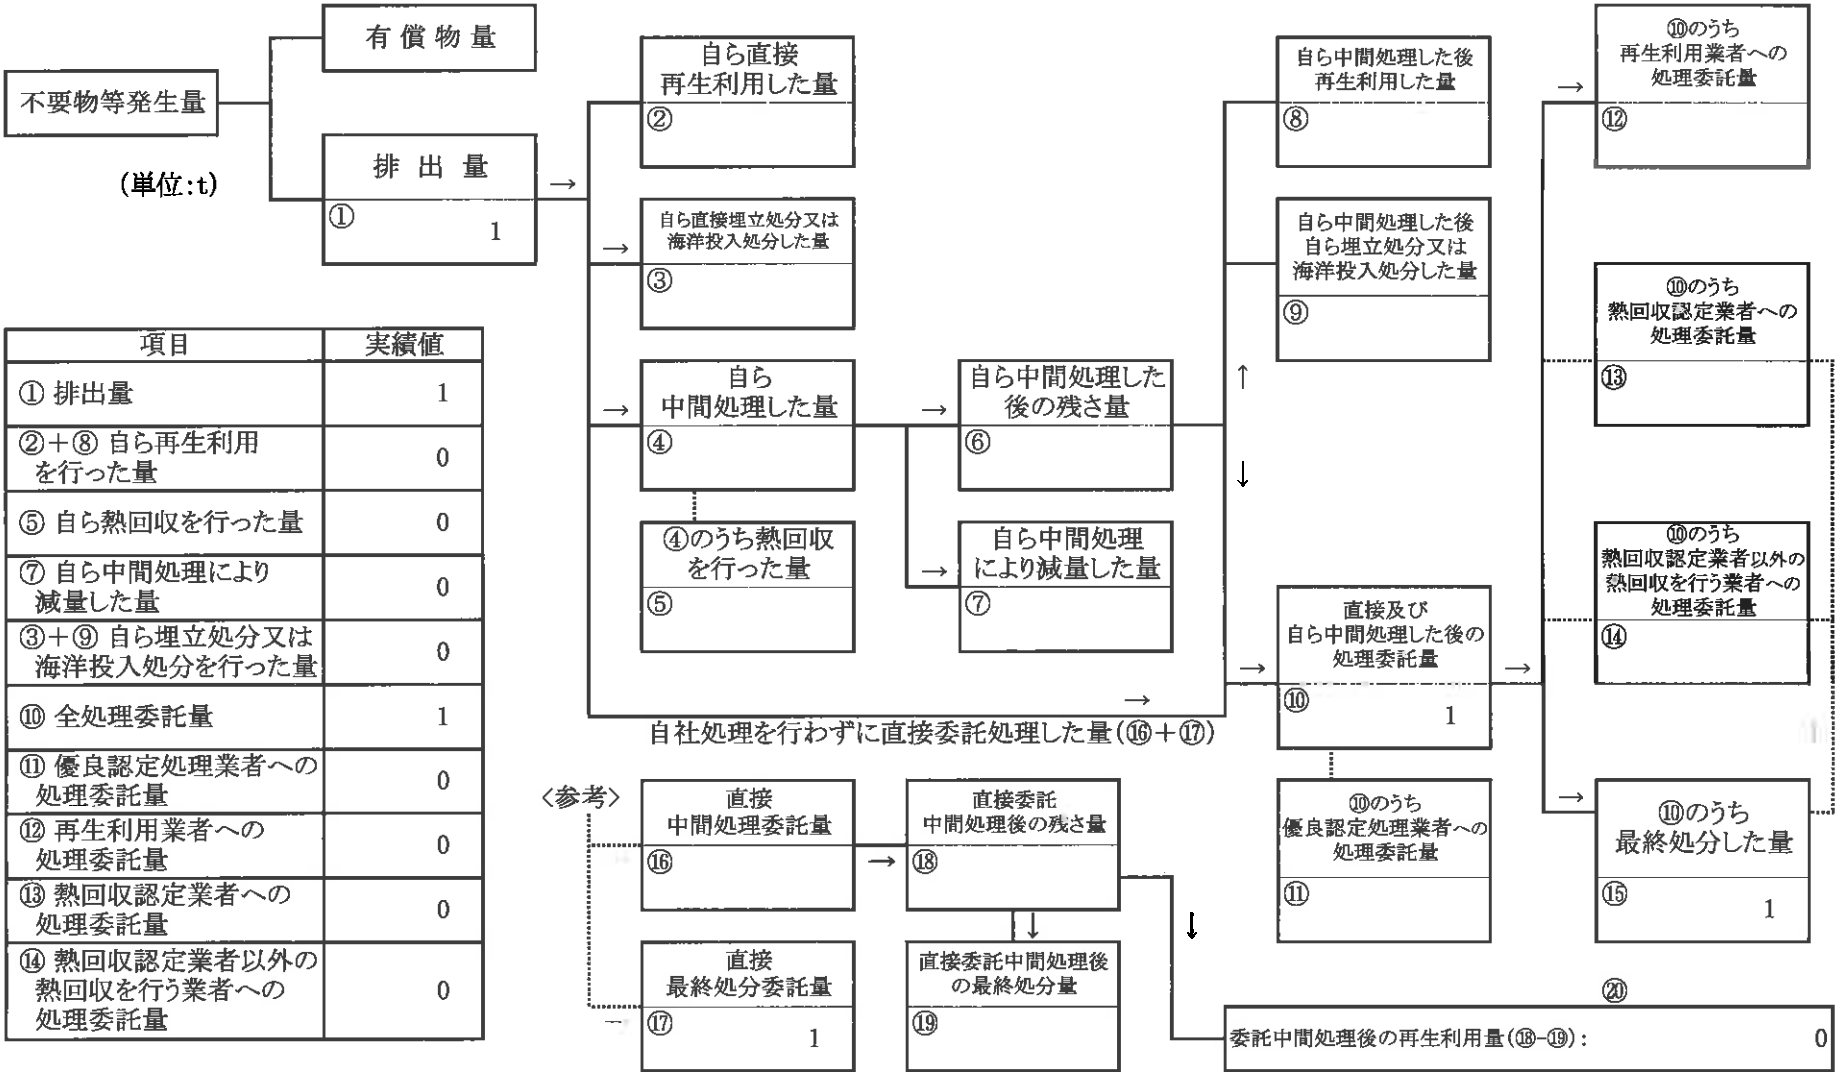 有償物量
不要物等発生量
(単位:t)
排出量
①
1
→
自ら直接
再生利用した量
②
→
自ら直接埋立処分又は
海洋投入処分した量
③
→
自ら
中間処理した量
④
④のうち熱回収
を行った量
⑤
→
自ら中間処理した
後の残さ量
⑥
→
自ら中間処理
により減量した量
⑦
↑
↓
自ら中間処理した後
再生利用した量
⑧
自ら中間処理した後
自ら埋立処分又は
海洋投入処分した量
⑨
→
自社処理を行わずに直接委託処理した量(⑯+⑰)
→
直接及び
自ら中間処理した後の
処理委託量
⑩
1
⑩のうち
優良認定処理業者への
処理委託量
⑪
→
→
⑩のうち
再生利用業者への
処理委託量
⑫
⑩のうち
熱回収認定業者への
処理委託量
⑬
⑩のうち
熱回収認定業者以外の
熱回収を行う業者への
処理委託量
⑭
→
⑩のうち
最終処分した量
⑮
1
項目 実績値
① 排出量 1
②+⑧ 自ら再生利用
を行った量 0
⑤ 自ら熱回収を行った量 0
⑦ 自ら中間処理により
減量した量 0
③+⑨ 自ら埋立処分又は
海洋投入処分を行った量 0
⑩ 全処理委託量 1
⑪ 優良認定処理業者への
処理委託量 0
⑫ 再生利用業者への
処理委託量 0
⑬ 熱回収認定業者への
処理委託量 0
⑭ 熱回収認定業者以外の
熱回収を行う業者への
処理委託量 0
<参考>
直接
中間処理委託量
⑯
→
直接委託
中間処理後の残さ量
⑱
↓
↓
直接
最終処分委託量
⑰
1
直接委託中間処理後
の最終処分量
⑲
⑳
委託中間処理後の再生利用量(⑱-⑲): 0